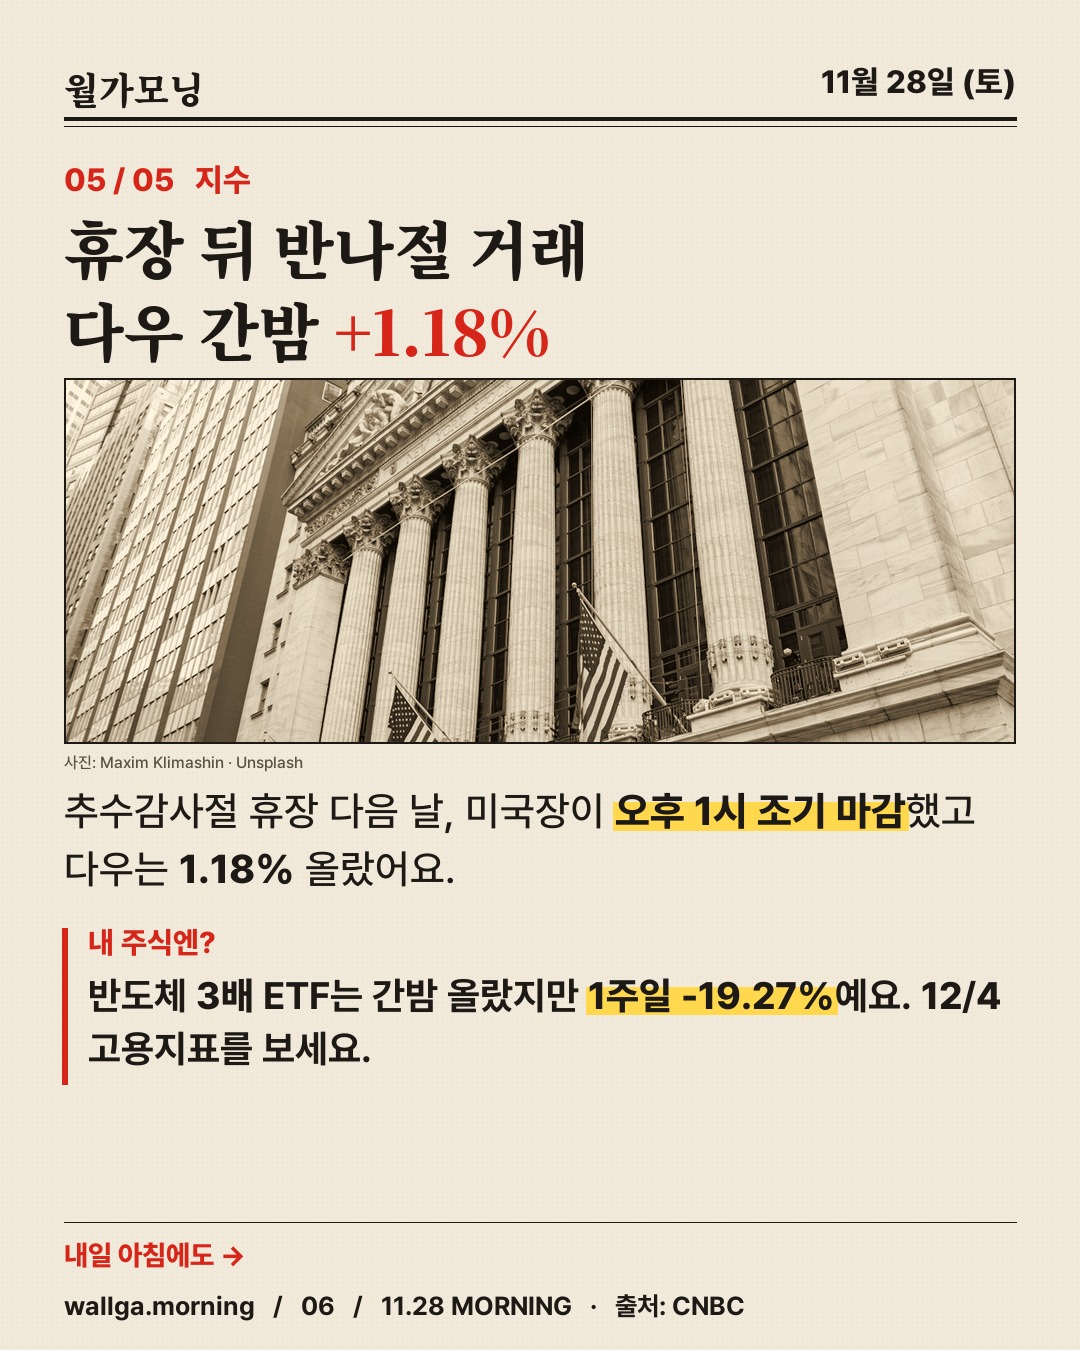 월가모닝
11월 28일 (토)
05 / 05 지수
휴장 뒤 반나절 거래
다우 간밤 +1.18%
사진: Maxim Klimashin · Unsplash
추수감사절 휴장 다음 날, 미국장이 오후 1시 조기 마감했고
다우는 1.18% 올랐어요.
내 주식엔?
반도체 3배 ETF는 간밤 올랐지만 1주일 -19.27%예요. 12/4
고용지표를 보세요.
내일 아침에도 →
wallga.morning / 06 / 11.28 MORNING · 출처: CNBC